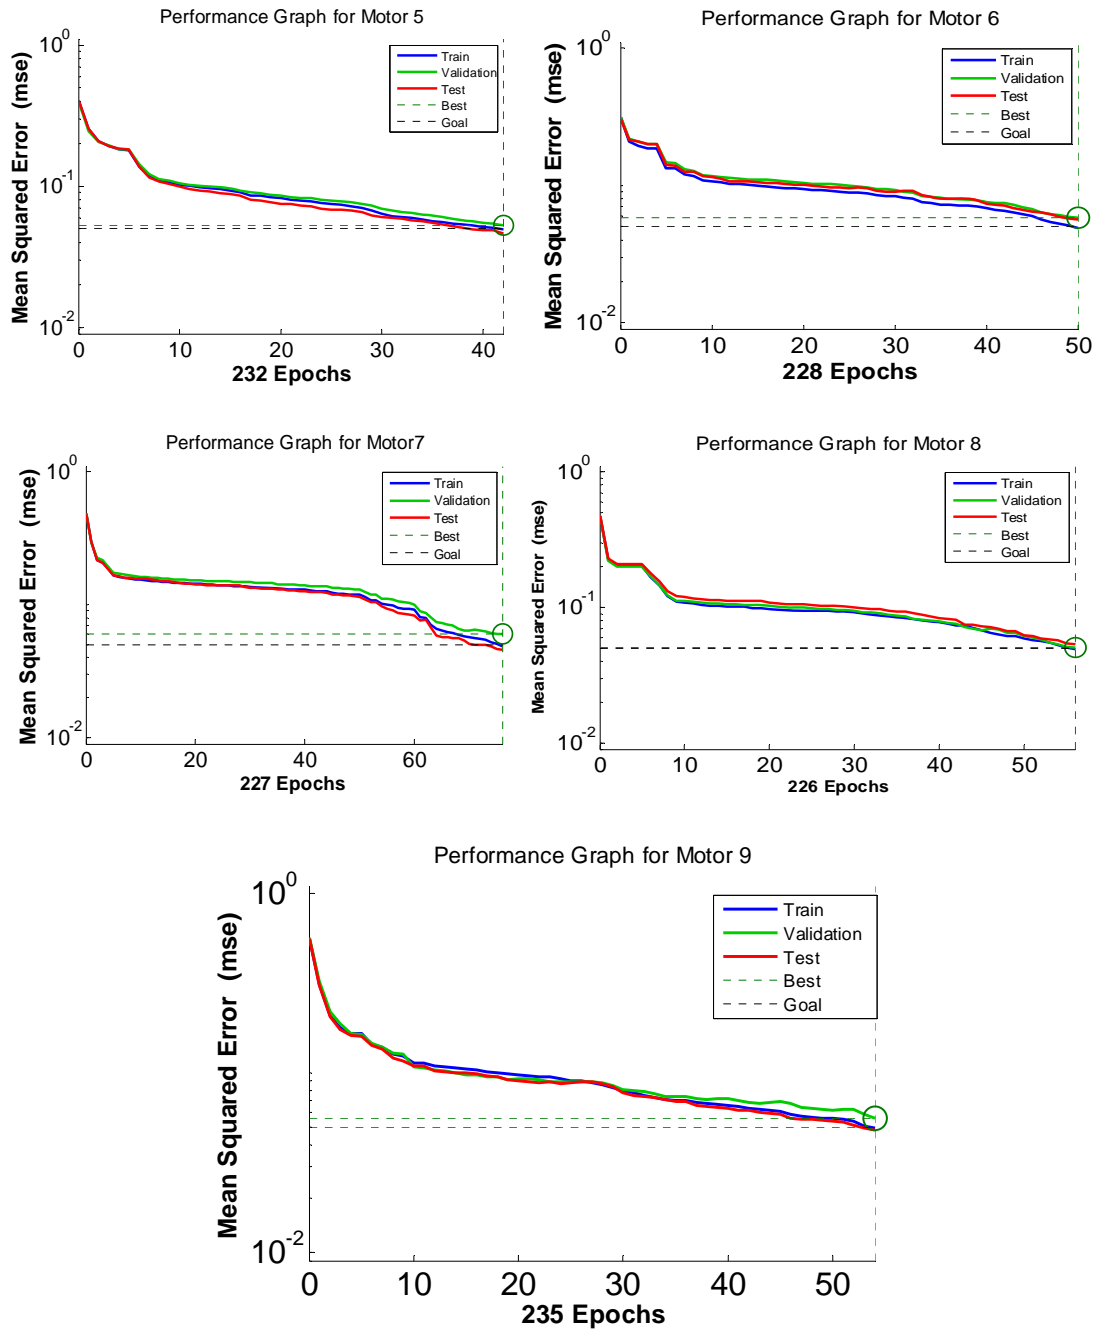 Performance Graph for Motor 5
Mean Squared Error (mse)
10^0
10^-1
10^-2
Train
Validation
Test
Best
Goal
0 10 20 30 40
232 Epochs
Performance Graph for Motor 6
Mean Squared Error (mse)
10^0
10^-1
10^-2
Train
Validation
Test
Best
Goal
0 10 20 30 40 50
228 Epochs
Performance Graph for Motor7
Mean Squared Error (mse)
10^0
10^-2
Train
Validation
Test
Best
Goal
0 20 40 60
227 Epochs
Performance Graph for Motor 8
Mean Squared Error (mse)
10^0
10^-1
10^-2
Train
Validation
Test
Best
Goal
0 10 20 30 40 50
226 Epochs
Performance Graph for Motor 9
Mean Squared Error (mse)
10^0
10^-2
Train
Validation
Test
Best
Goal
0 10 20 30 40 50
235 Epochs